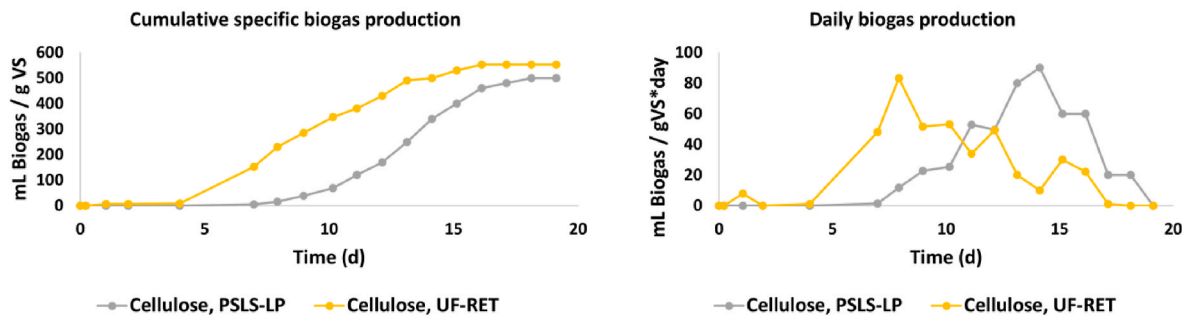 Cumulative specific biogas production
mL Biogas / g VS
600
500
400
300
200
100
0
0 5 10 15 20
Time (d)
Cellulose, PSLS-LP Cellulose, UF-RET
Daily biogas production
mL Biogas / gVS*day
100
80
60
40
20
0
0 5 10 15 20
Time (d)
Cellulose, PSLS-LP Cellulose, UF-RET